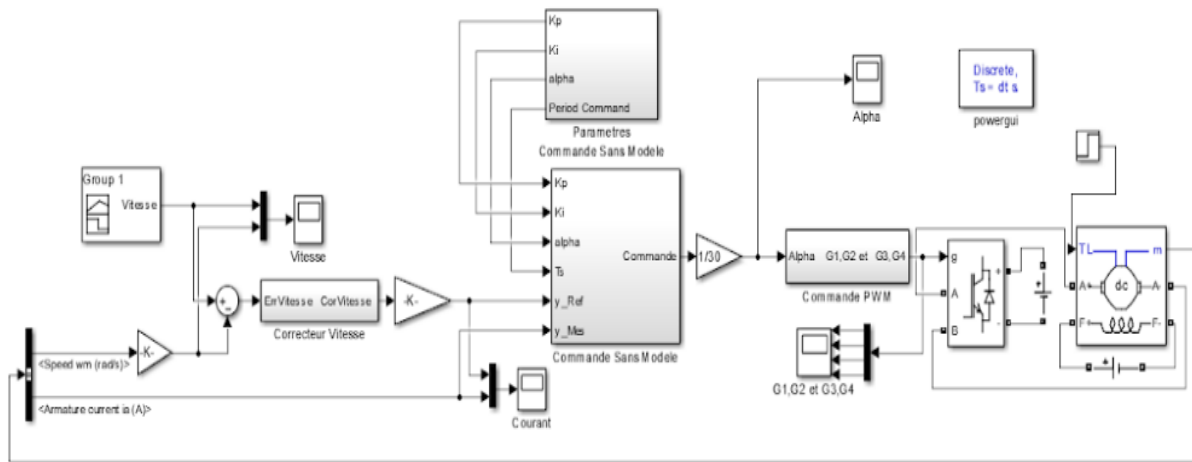 Kp
Ki
alpha
Period Command
Parametres
Commande Sans Modele
Alpha
Discrete,
Ts = dt s.
powergui
Group 1
Vitesse
Vitesse
Kp
Ki
alpha
Ts
y_Ref
y_Mes
Commande
Commande Sans Modele
1/30
Alpha
G1,G2 et G3,G4
Commande PWM
g
A
B
+
-
TL
m
A+
dc
A-
F+
F-
+
-
ErrVitesse
CorVitesse
Correcteur Vitesse
-K-
-K-
<Speed wm (rad/s)>
<Armature current ia (A)>
Courant
G1,G2 et G3,G4